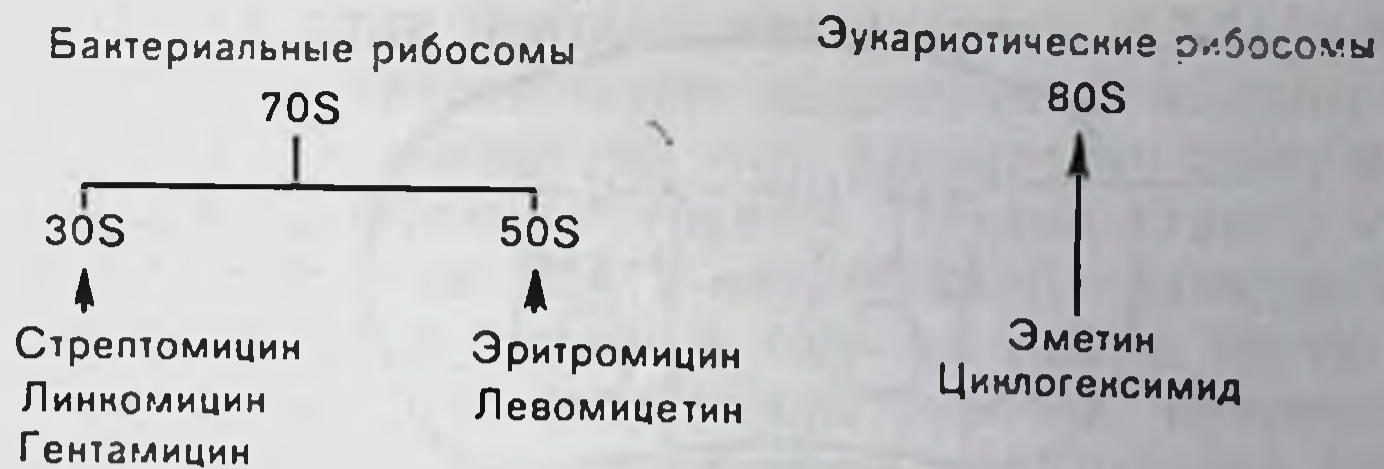 Бактериальные рибосомы
70S
30S
50S
Стрептомицин
Линкомицин
Гентамицин
Эритромицин
Левомицетин
Эукариотические рибосомы
80S
Эметин
Циклогексимид